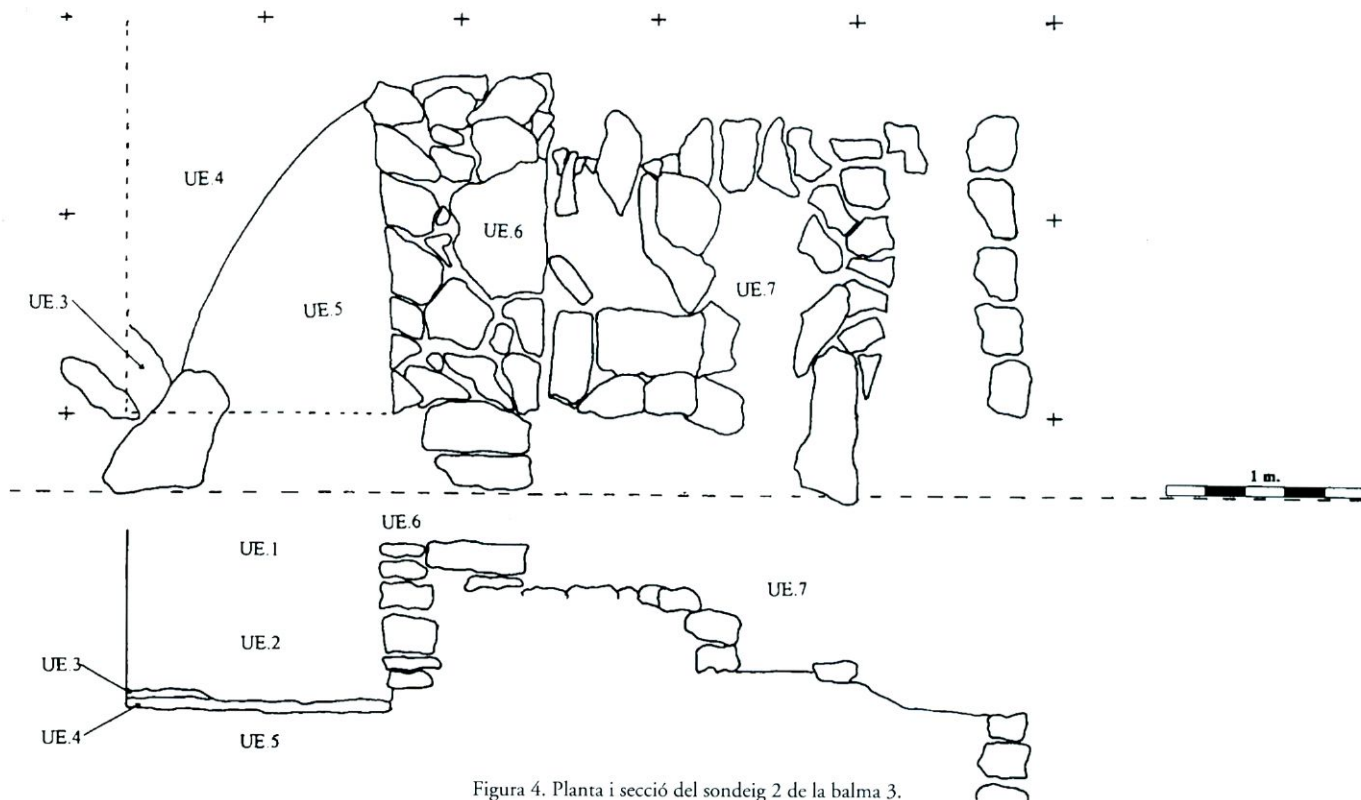 UE.4
UE.6
UE.3
UE.5
UE.7
1 m.
UE.6
UE.1
UE.7
UE.2
UE.3
UE.4
UE.5
Figura 4. Planta i secció del sondeig 2 de la balma 3.